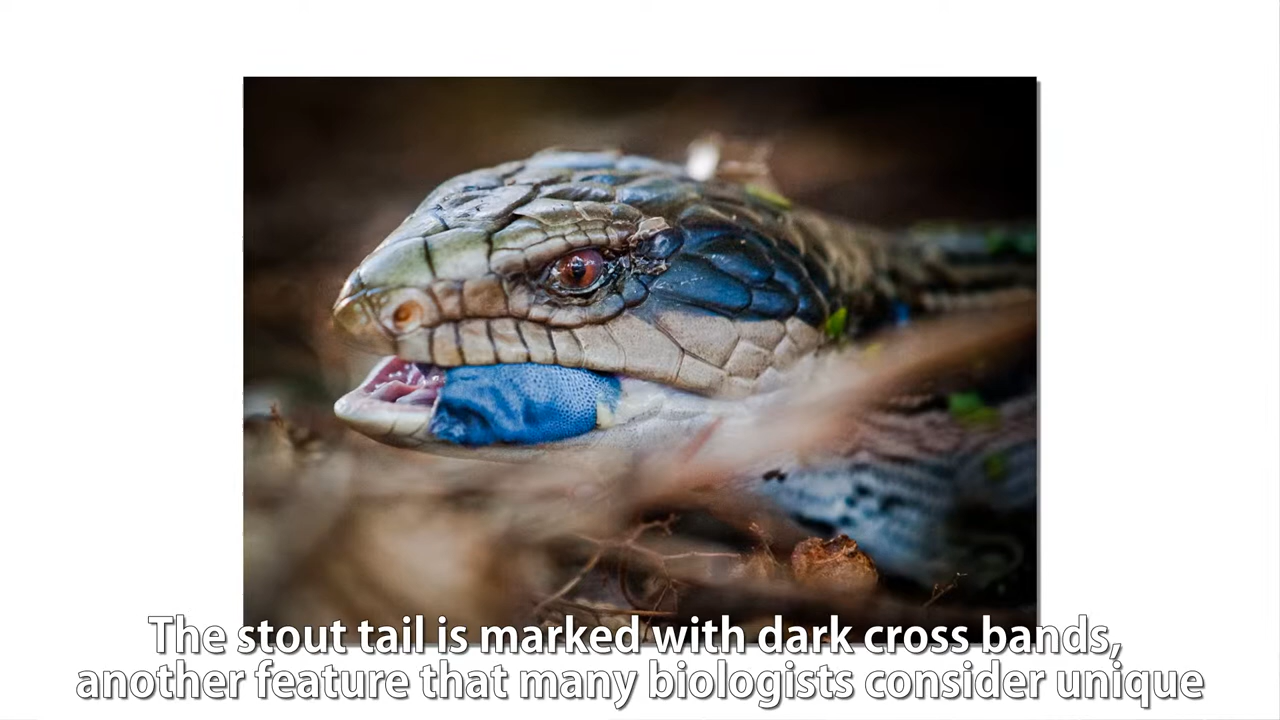 The stout tail is marked with dark cross bands,
another feature that many biologists consider unique